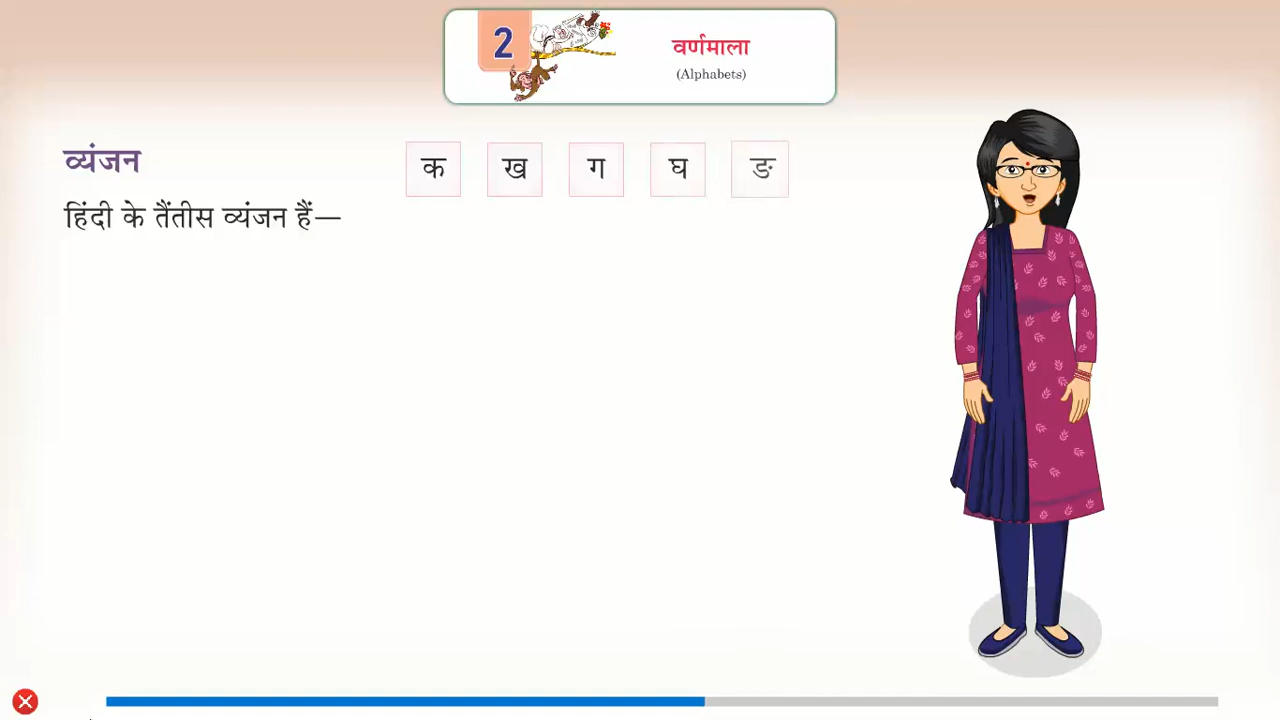 2
वर्णमाला
(Alphabets)
व्यंजन
क ख ग घ ङ
हिंदी के तैंतीस व्यंजन हैं—